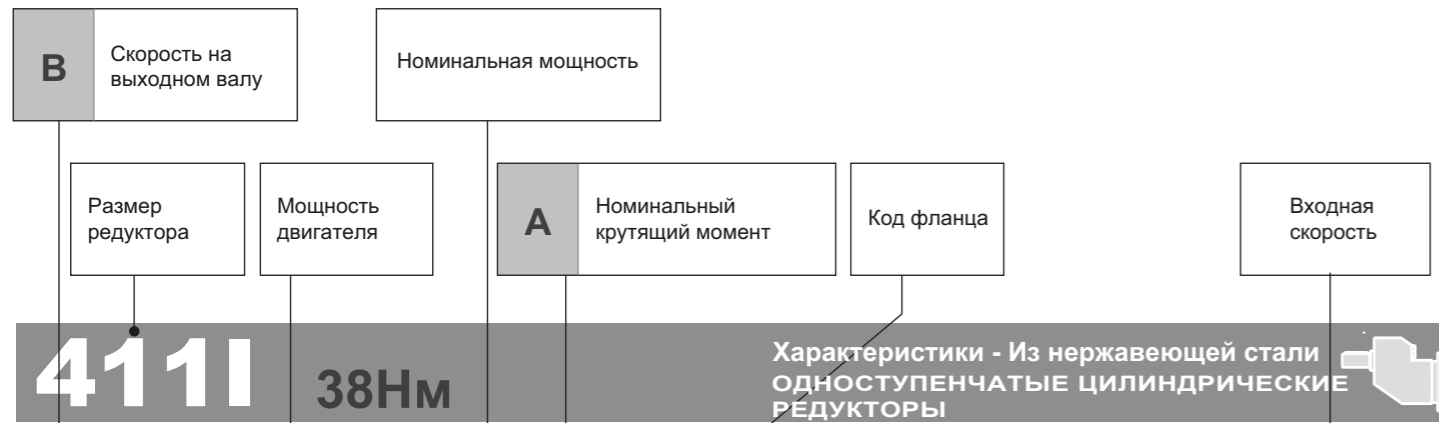 B
Скорость на
выходном валу
Номинальная мощность
Размер
редуктора
Мощность
двигателя
A
Номинальный
крутящий момент
Код фланца
Входная
скорость
411I
38Нм
Характеристики - Из нержавеющей стали
ОДНОСТУПЕНЧАТЫЕ ЦИЛИНДРИЧЕСКИЕ
РЕДУКТОРЫ